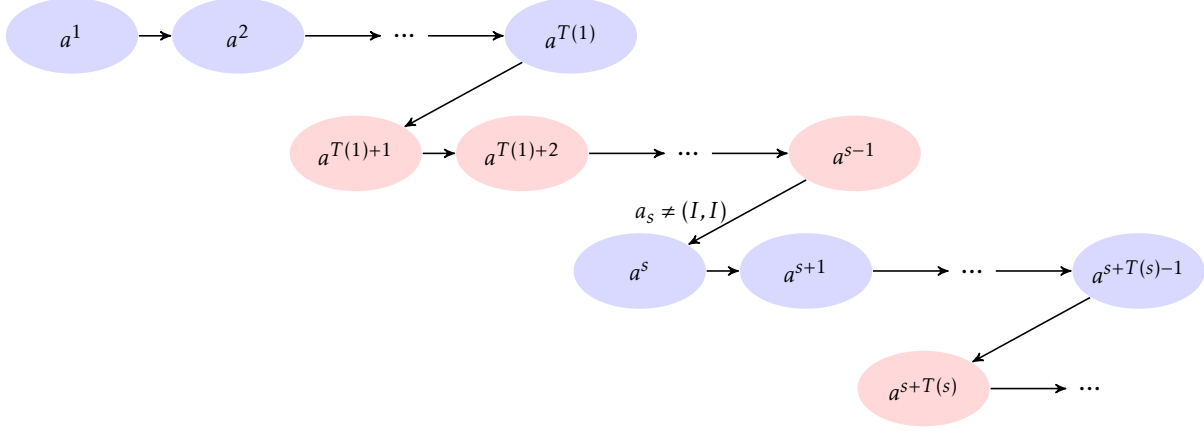 a^1 a^2 ... a^{T(1)}
a^{T(1)+1} a^{T(1)+2} ... a^{s−1}
a_s ≠ (I, I)
a^s a^{s+1} ... a^{s+T(s)−1}
a^{s+T(s)} ...